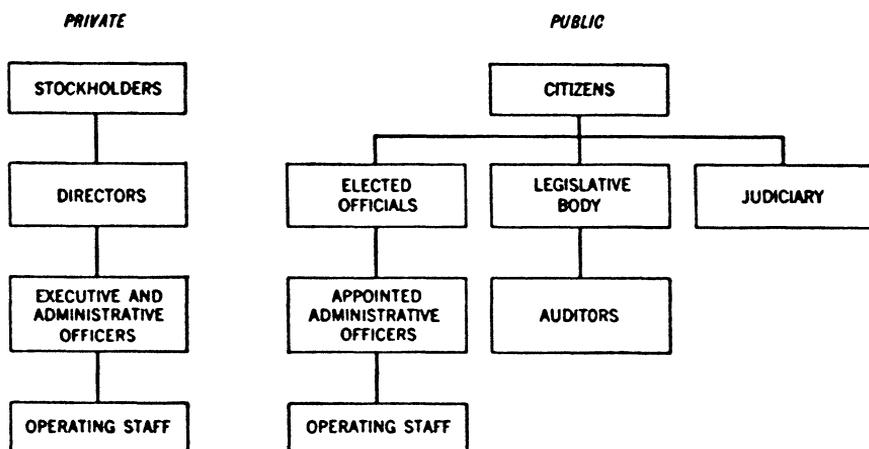 PRIVATE
STOCKHOLDERS
DIRECTORS
EXECUTIVE AND
ADMINISTRATIVE
OFFICERS
OPERATING STAFF
PUBLIC
CITIZENS
ELECTED
OFFICIALS
LEGISLATIVE
BODY
JUDICIARY
APPOINTED
ADMINISTRATIVE
OFFICERS
AUDITORS
OPERATING STAFF